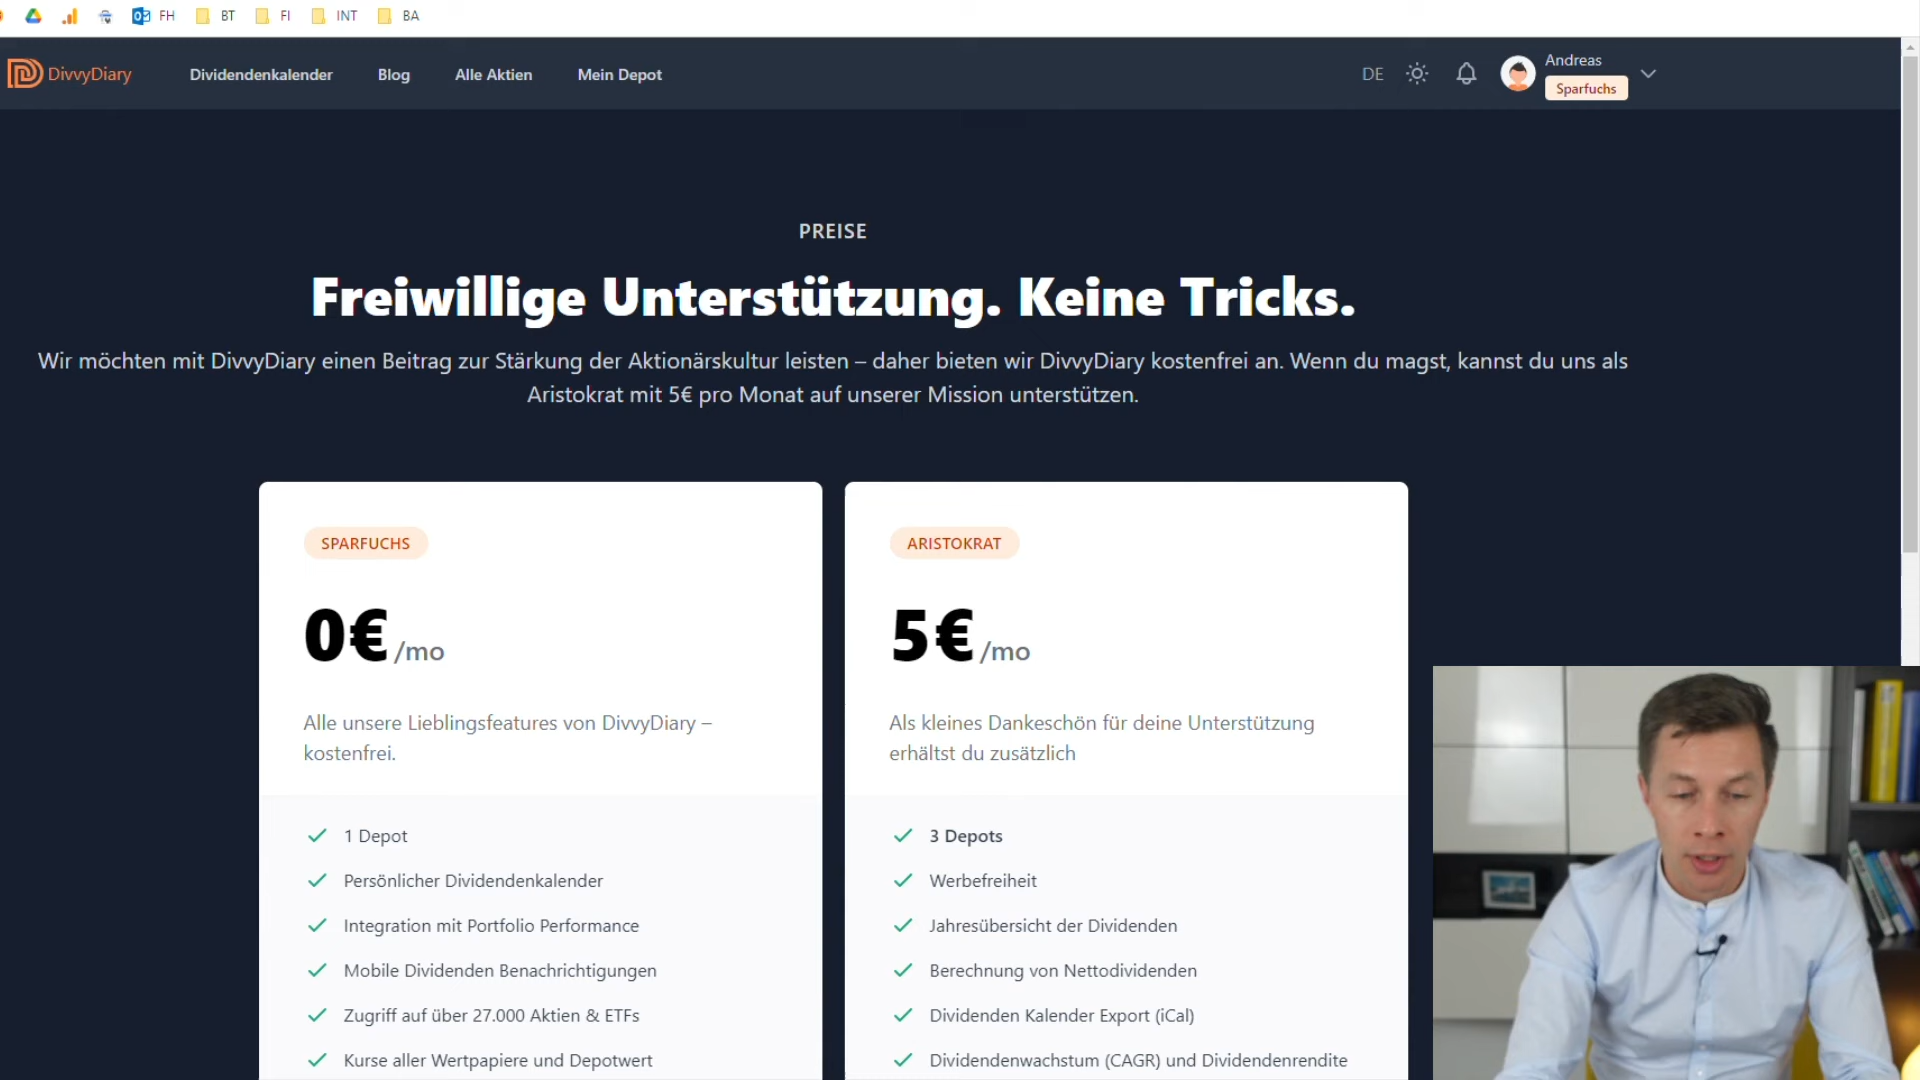 FH
BT
FI
INT
BA
DivvyDiary
Dividendenkalender
Blog
Alle Aktien
Mein Depot
DE
Andreas
Sparfuchs
PREISE
Freiwillige Unterstützung. Keine Tricks.
Wir möchten mit DivvyDiary einen Beitrag zur Stärkung der Aktionärskultur leisten – daher bieten wir DivvyDiary kostenfrei an. Wenn du magst, kannst du uns als
Aristokrat mit 5€ pro Monat auf unserer Mission unterstützen.
SPARFUCHS
0€ /mo
Alle unsere Lieblingsfeatures von DivvyDiary –
kostenfrei.
1 Depot
Persönlicher Dividendenkalender
Integration mit Portfolio Performance
Mobile Dividenden Benachrichtigungen
Zugriff auf über 27.000 Aktien & ETFs
Kurse aller Wertpapiere und Depotwert
ARISTOKRAT
5€ /mo
Als kleines Dankeschön für deine Unterstützung
erhältst du zusätzlich
3 Depots
Werbefreiheit
Jahresübersicht der Dividenden
Berechnung von Nettodividenden
Dividenden Kalender Export (iCal)
Dividendenwachstum (CAGR) und Dividendenrendite